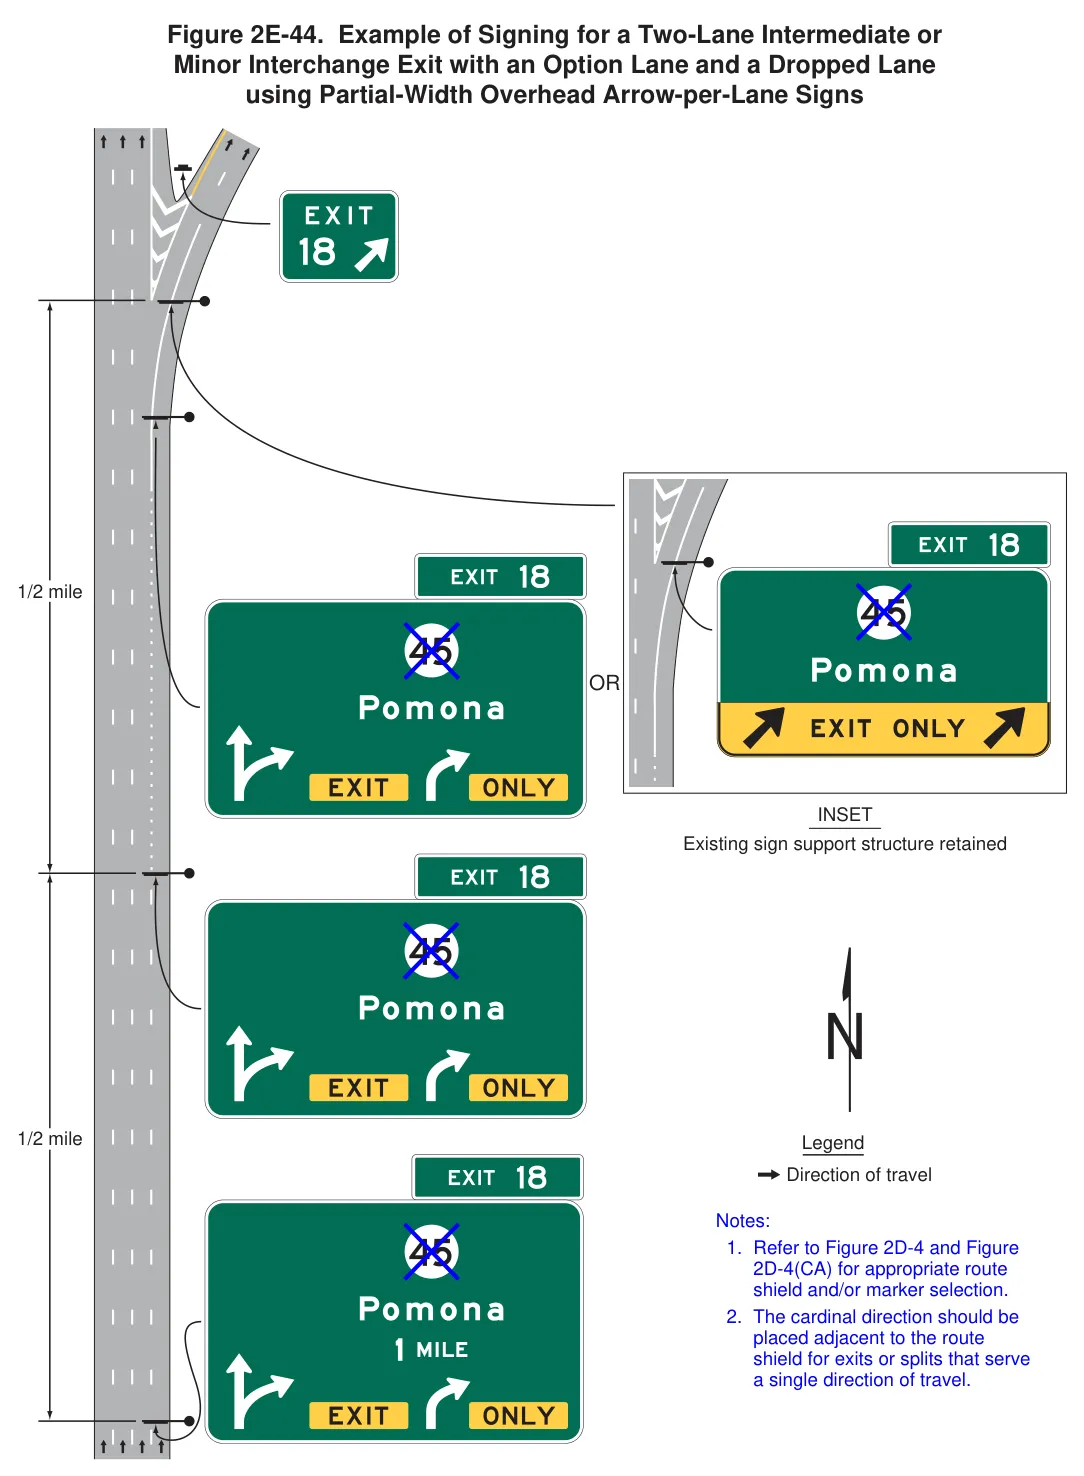 Figure 2E-44.  Example of Signing for a Two-Lane Intermediate or
Minor Interchange Exit with an Option Lane and a Dropped Lane
using Partial-Width Overhead Arrow-per-Lane Signs
EXIT
18
1/2 mile
EXIT 18
45
Pomona
EXIT
ONLY
OR
EXIT 18
45
Pomona
EXIT ONLY
INSET
Existing sign support structure retained
EXIT 18
45
Pomona
EXIT
ONLY
1/2 mile
EXIT 18
45
Pomona
1 MILE
EXIT
ONLY
N
Legend
Direction of travel
Notes:
1. Refer to Figure 2D-4 and Figure
2D-4(CA) for appropriate route
shield and/or marker selection.
2. The cardinal direction should be
placed adjacent to the route
shield for exits or splits that serve
a single direction of travel.